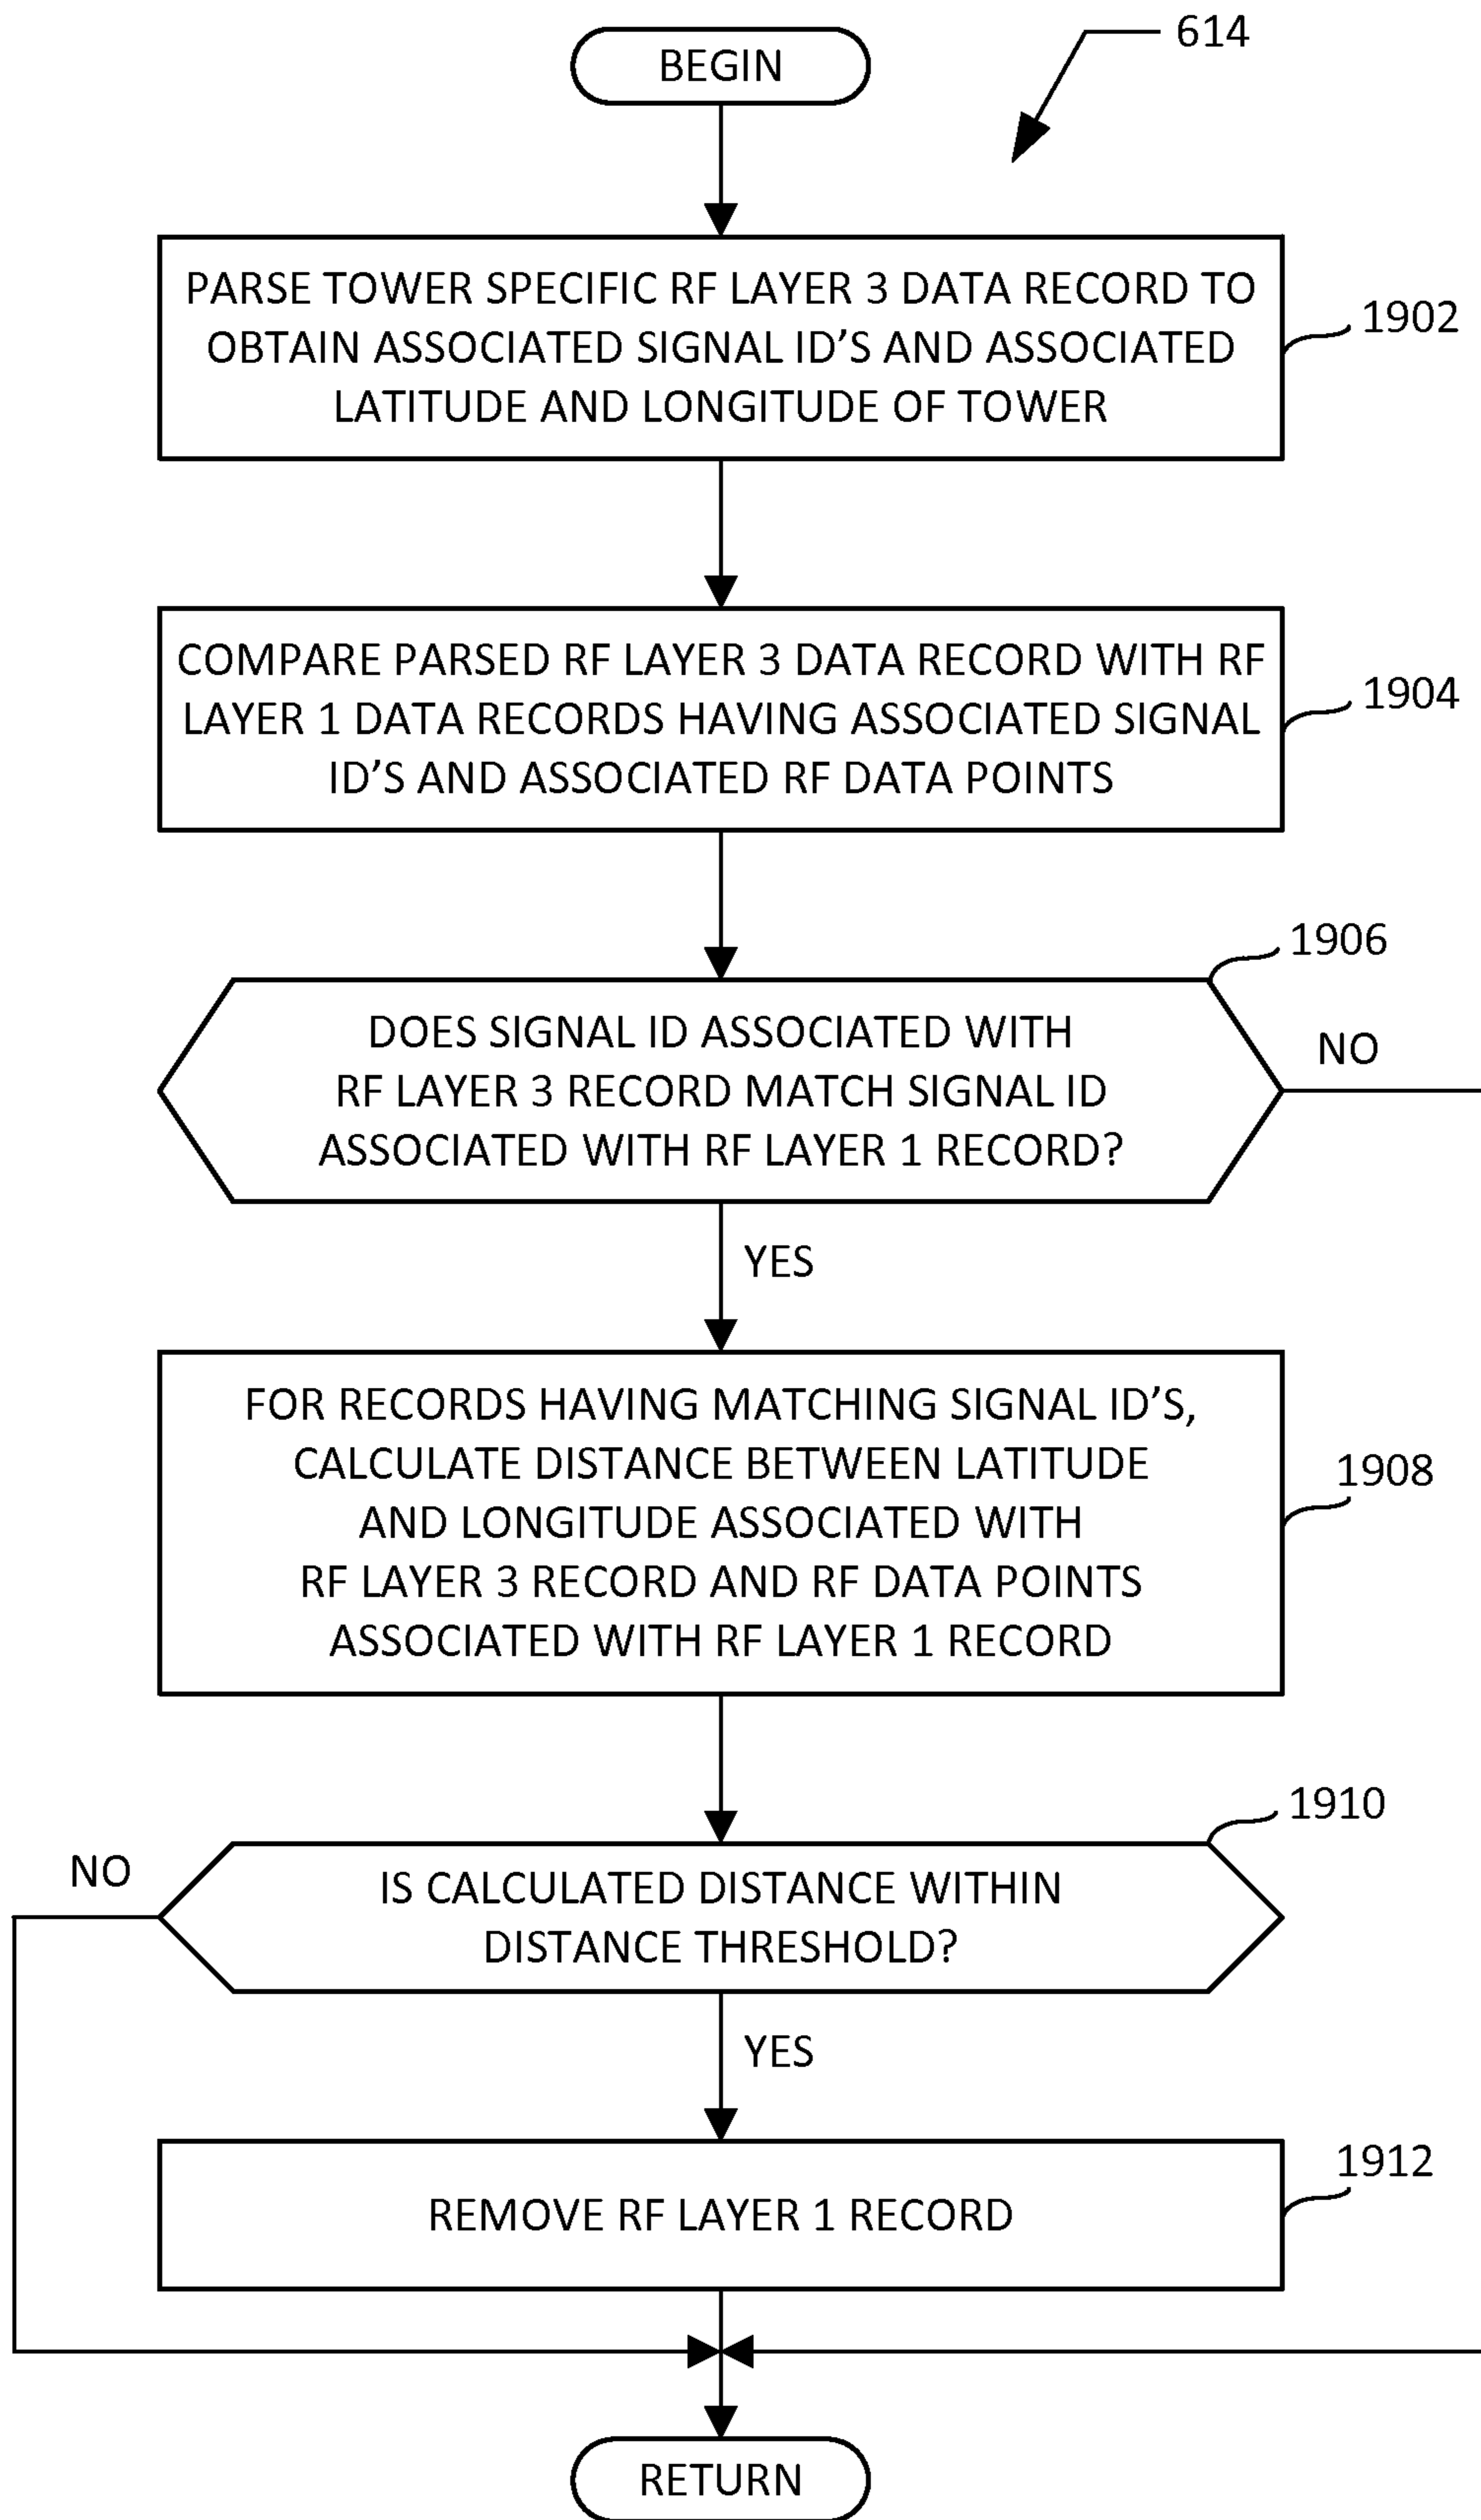 614
BEGIN
PARSE TOWER SPECIFIC RF LAYER 3 DATA RECORD TO
OBTAIN ASSOCIATED SIGNAL ID’S AND ASSOCIATED
LATITUDE AND LONGITUDE OF TOWER
1902
COMPARE PARSED RF LAYER 3 DATA RECORD WITH RF
LAYER 1 DATA RECORDS HAVING ASSOCIATED SIGNAL
ID’S AND ASSOCIATED RF DATA POINTS
1904
1906
DOES SIGNAL ID ASSOCIATED WITH
RF LAYER 3 RECORD MATCH SIGNAL ID
ASSOCIATED WITH RF LAYER 1 RECORD?
NO
YES
FOR RECORDS HAVING MATCHING SIGNAL ID’S,
CALCULATE DISTANCE BETWEEN LATITUDE
AND LONGITUDE ASSOCIATED WITH
RF LAYER 3 RECORD AND RF DATA POINTS
ASSOCIATED WITH RF LAYER 1 RECORD
1908
1910
NO
IS CALCULATED DISTANCE WITHIN
DISTANCE THRESHOLD?
YES
REMOVE RF LAYER 1 RECORD
1912
RETURN